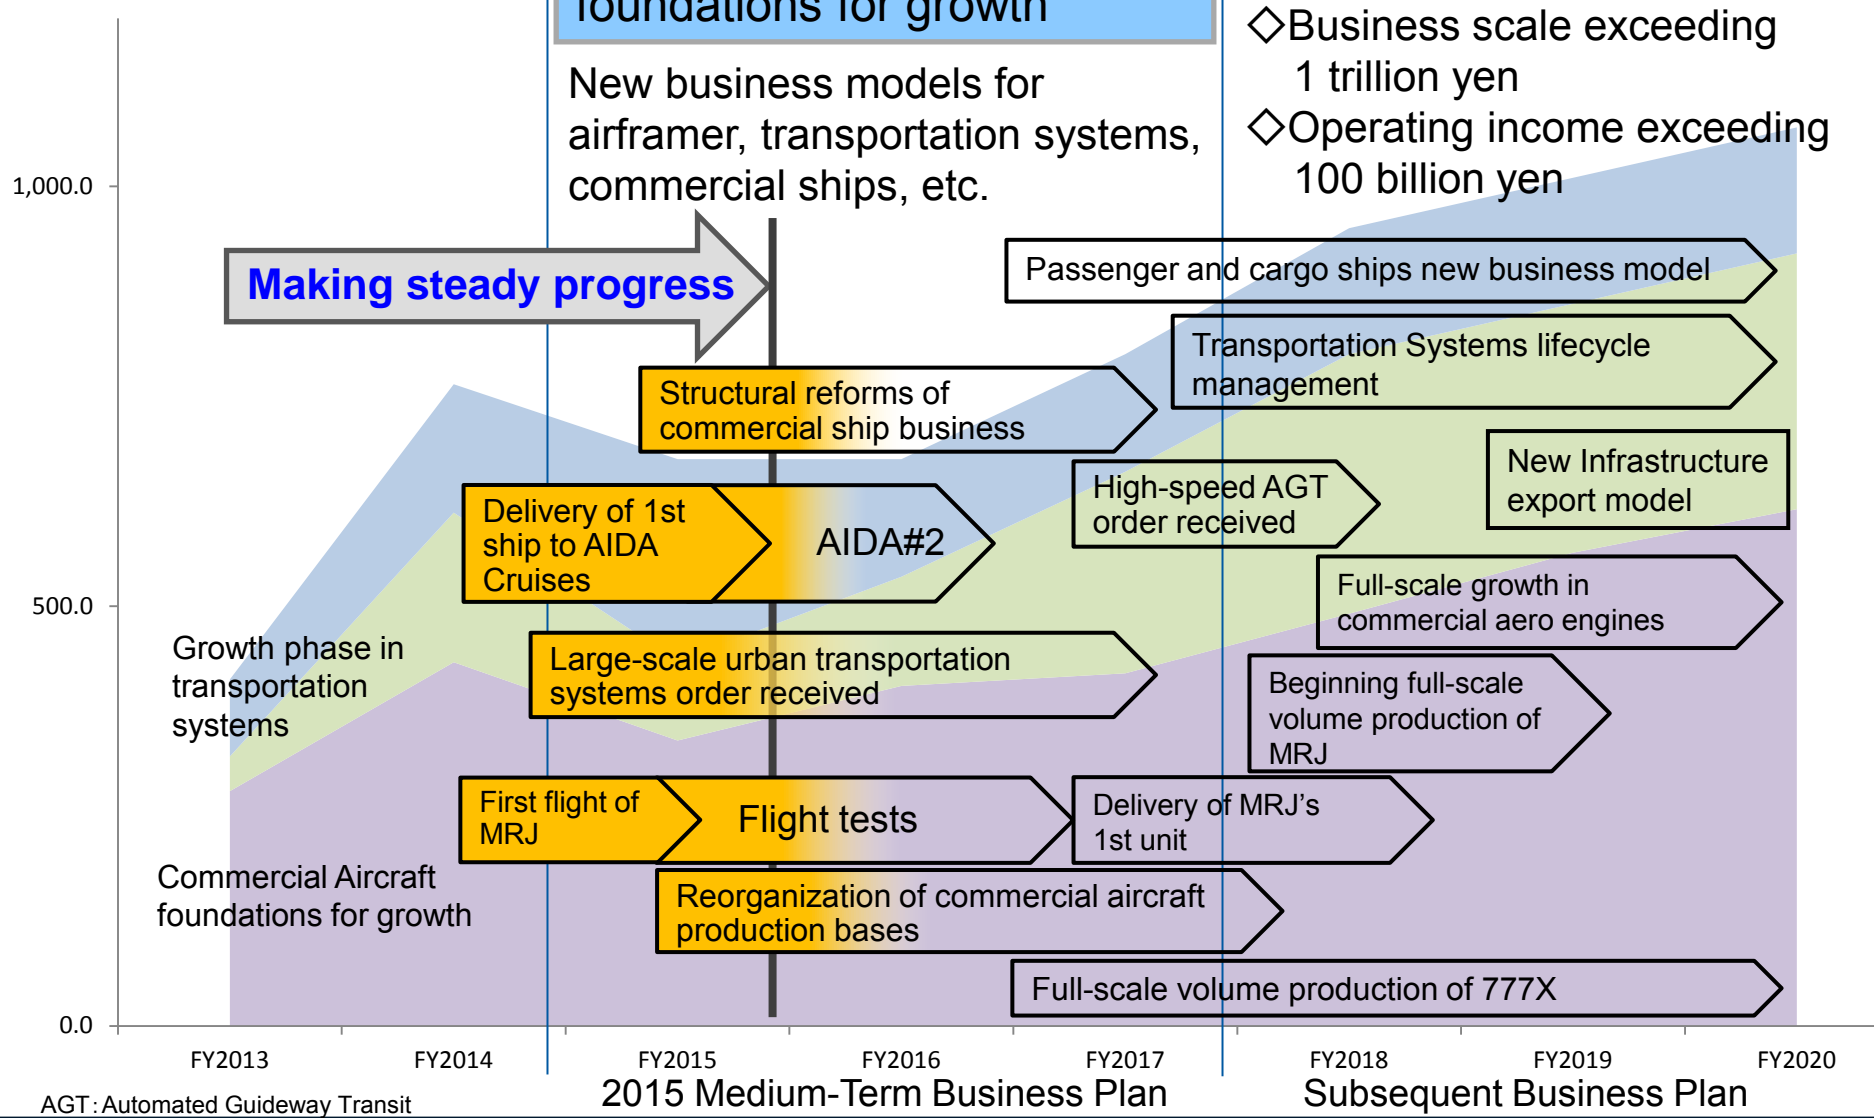 foundations for growth
New business models for
airframer, transportation systems,
commercial ships, etc.
◇Business scale exceeding
1 trillion yen
◇Operating income exceeding
100 billion yen
1,000.0
500.0
0.0
Making steady progress
Passenger and cargo ships new business model
Transportation Systems lifecycle
management
Structural reforms of
commercial ship business
High-speed AGT
order received
New Infrastructure
export model
Delivery of 1st
ship to AIDA
Cruises
AIDA#2
Full-scale growth in
commercial aero engines
Growth phase in
transportation
systems
Large-scale urban transportation
systems order received
Beginning full-scale
volume production of
MRJ
First flight of
MRJ
Flight tests
Delivery of MRJ's
1st unit
Commercial Aircraft
foundations for growth
Reorganization of commercial aircraft
production bases
Full-scale volume production of 777X
FY2013 FY2014 FY2015 FY2016 FY2017 FY2018 FY2019 FY2020
2015 Medium-Term Business Plan
Subsequent Business Plan
AGT:Automated Guideway Transit